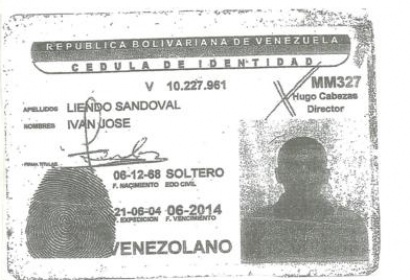 REPUBLICA BOLIVARIANA DE VENEZUELA
CEDULA DE IDENTIDAD
V 10.227.961
MM327
Hugo Cabezas
Director
APELLIDOS LIENDO SANDOVAL
NOMBRES IVAN JOSE
FIRMA TITULAR
06-12-68 SOLTERO
F. NACIMIENTO EDO CIVIL
21-06-04 06-2014
F. EXPEDICION F. VENCIMIENTO
VENEZOLANO